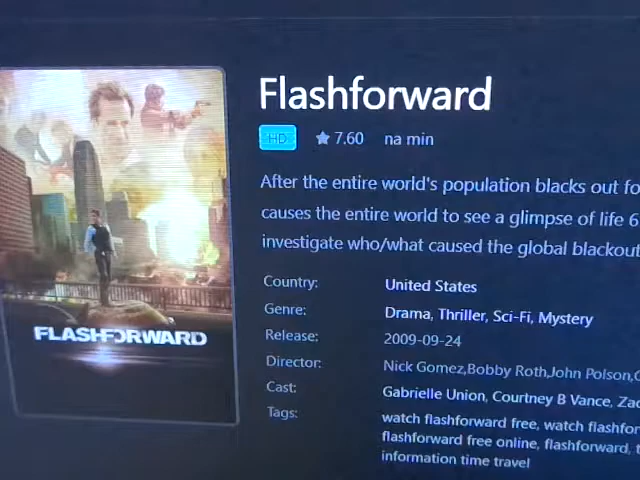 Flashforward
HD 7.60 na min
After the entire world's population blacks out fo
causes the entire world to see a glimpse of life 6
investigate who/what caused the global blackout
Country: United States
Genre: Drama, Thriller, Sci-Fi, Mystery
Release: 2009-09-24
Director: Nick Gomez,Bobby Roth,John Polson,
Cast: Gabrielle Union, Courtney B Vance, Zac
Tags: watch flashforward free, watch flashfor
flashforward free online, flashforward, t
information time travel
FLASHFORWARD